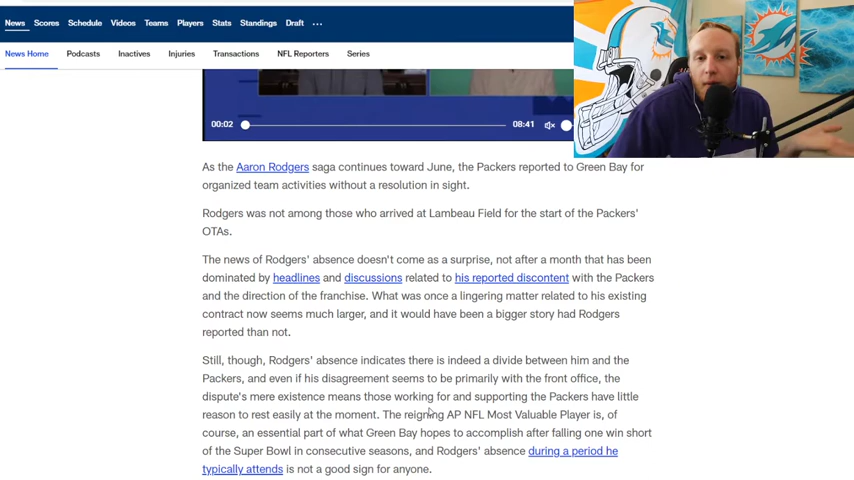 News Scores Schedule Videos Teams Players Stats Standings Draft ...
News Home Podcasts Inactives Injuries Transactions NFL Reporters Series
00:02 08:41
As the Aaron Rodgers saga continues toward June, the Packers reported to Green Bay for
organized team activities without a resolution in sight.
Rodgers was not among those who arrived at Lambeau Field for the start of the Packers'
OTAs.
The news of Rodgers' absence doesn't come as a surprise, not after a month that has been
dominated by headlines and discussions related to his reported discontent with the Packers
and the direction of the franchise. What was once a lingering matter related to his existing
contract now seems much larger, and it would have been a bigger story had Rodgers
reported than not.
Still, though, Rodgers' absence indicates there is indeed a divide between him and the
Packers, and even if his disagreement seems to be primarily with the front office, the
dispute's mere existence means those working for and supporting the Packers have little
reason to rest easily at the moment. The reigning AP NFL Most Valuable Player is, of
course, an essential part of what Green Bay hopes to accomplish after falling one win short
of the Super Bowl in consecutive seasons, and Rodgers' absence during a period he
typically attends is not a good sign for anyone.